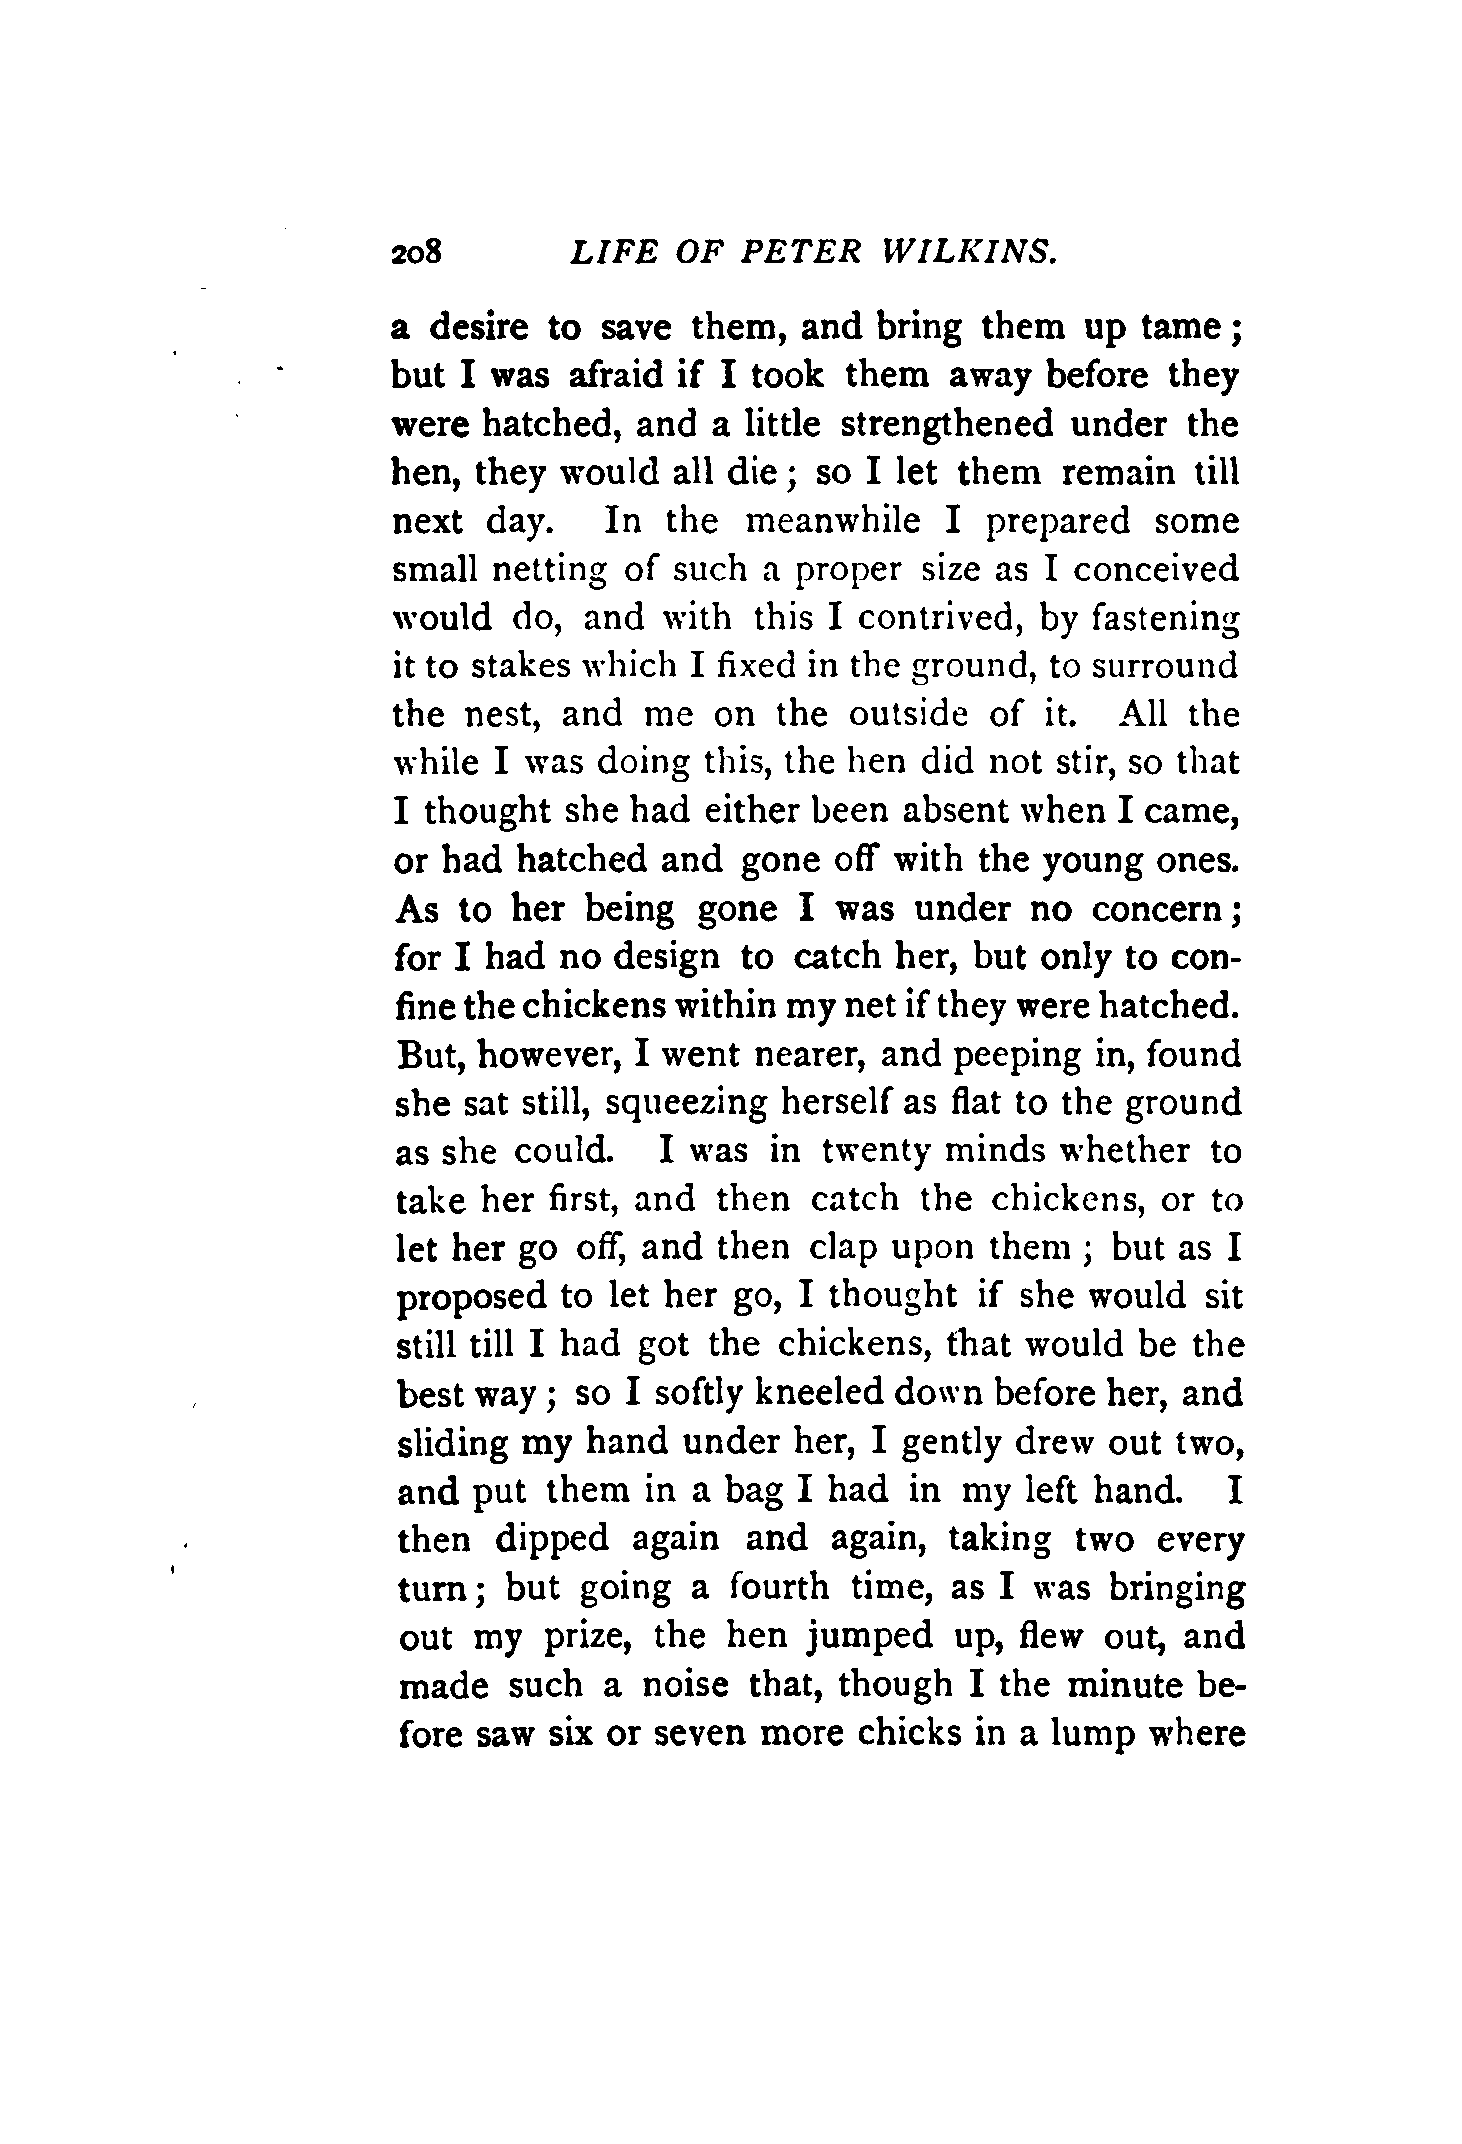 208 LIFE OF PETER WILKINS.
a desire to save them, and bring them up tame ;
but I was afraid if I took them away before they
were hatched, and a little strengthened under the
hen, they would all die ; so I let them remain till
next day. In the meanwhile I prepared some
small netting of such a proper size as I conceived
would do, and with this I contrived, by fastening
it to stakes which I fixed in the ground, to surround
the nest, and me on the outside of it. All the
while I was doing this, the hen did not stir, so that
I thought she had either been absent when I came,
or had hatched and gone off with the young ones.
As to her being gone I was under no concern ;
for I had no design to catch her, but only to con-
fine the chickens within my net if they were hatched.
But, however, I went nearer, and peeping in, found
she sat still, squeezing herself as flat to the ground
as she could. I was in twenty minds whether to
take her first, and then catch the chickens, or to
let her go off, and then clap upon them ; but as I
proposed to let her go, I thought if she would sit
still till I had got the chickens, that would be the
best way ; so I softly kneeled down before her, and
sliding my hand under her, I gently drew out two,
and put them in a bag I had in my left hand. I
then dipped again and again, taking two every
turn ; but going a fourth time, as I was bringing
out my prize, the hen jumped up, flew out, and
made such a noise that, though I the minute be-
fore saw six or seven more chicks in a lump where